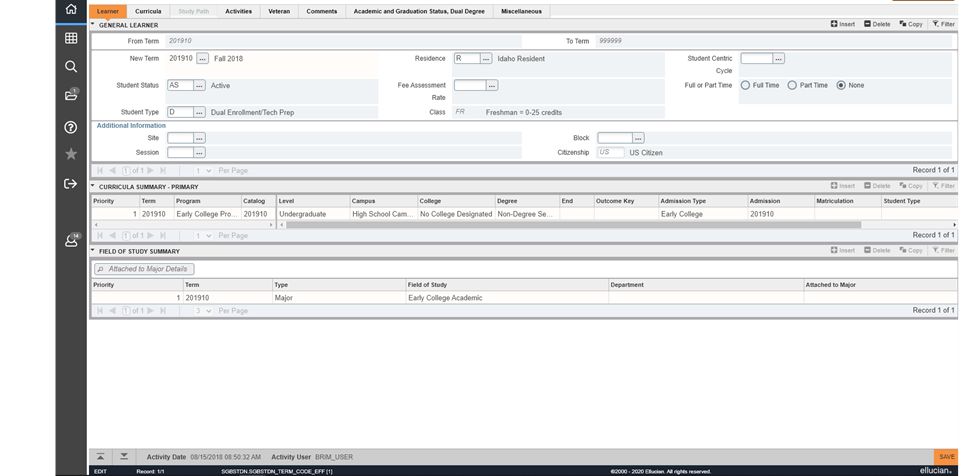 Learner Curricula Study Path Activities Veteran Comments Academic and Graduation Status, Dual Degree Miscellaneous
GENERAL LEARNER Insert Delete Copy Filter
From Term 201910 To Term 999999
New Term 201910 ... Fall 2018 Residence R ... Idaho Resident Student Centric Cycle ...
Student Status AS ... Active Fee Assessment Rate ... Full or Part Time Full Time Part Time None
Student Type D ... Dual Enrollment/Tech Prep Class FR Freshman = 0-25 credits
Additional Information
Site ... Block ...
Session ... Citizenship US US Citizen
1 of 1 1 Per Page Record 1 of 1
CURRICULA SUMMARY - PRIMARY Insert Delete Copy Filter
Priority Term Program Catalog Level Campus College Degree End Outcome Key Admission Type Admission Matriculation Student Type
1 201910 Early College Pro... 201910 Undergraduate High School Cam... No College Designated Non-Degree Se... Early College 201910
1 of 1 1 Per Page Record 1 of 1
FIELD OF STUDY SUMMARY Insert Delete Copy Filter
Attached to Major Details
Priority Term Type Field of Study Department Attached to Major
1 201910 Major Early College Academic
1 of 1 3 Per Page Record 1 of 1
1
14
Activity Date 08/15/2018 08:50:32 AM Activity User BRIM_USER SAVE
EDIT Record: 1/1 SGBSTDN.SGBSTDN_TERM_CODE_EFF [1] ©2000 - 2020 Ellucian. All rights reserved. ellucian